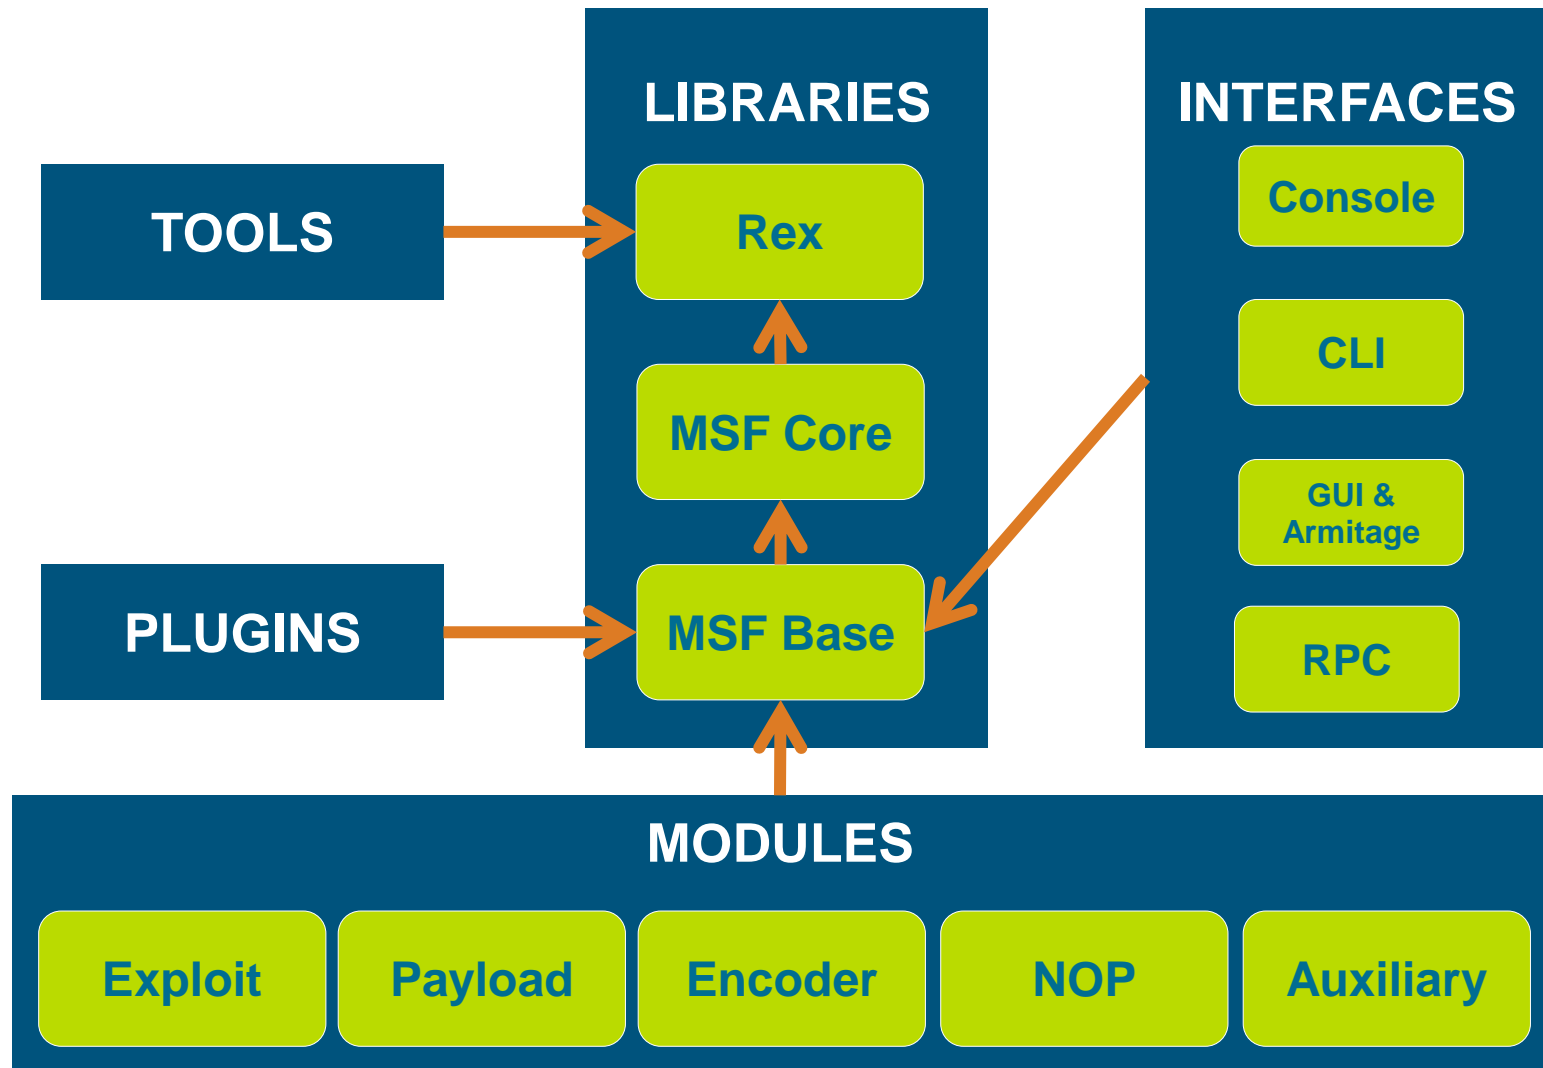 LIBRARIES
INTERFACES
TOOLS
Rex
Console
MSF Core
CLI
GUI &
Armitage
PLUGINS
MSF Base
RPC
MODULES
Exploit
Payload
Encoder
NOP
Auxiliary